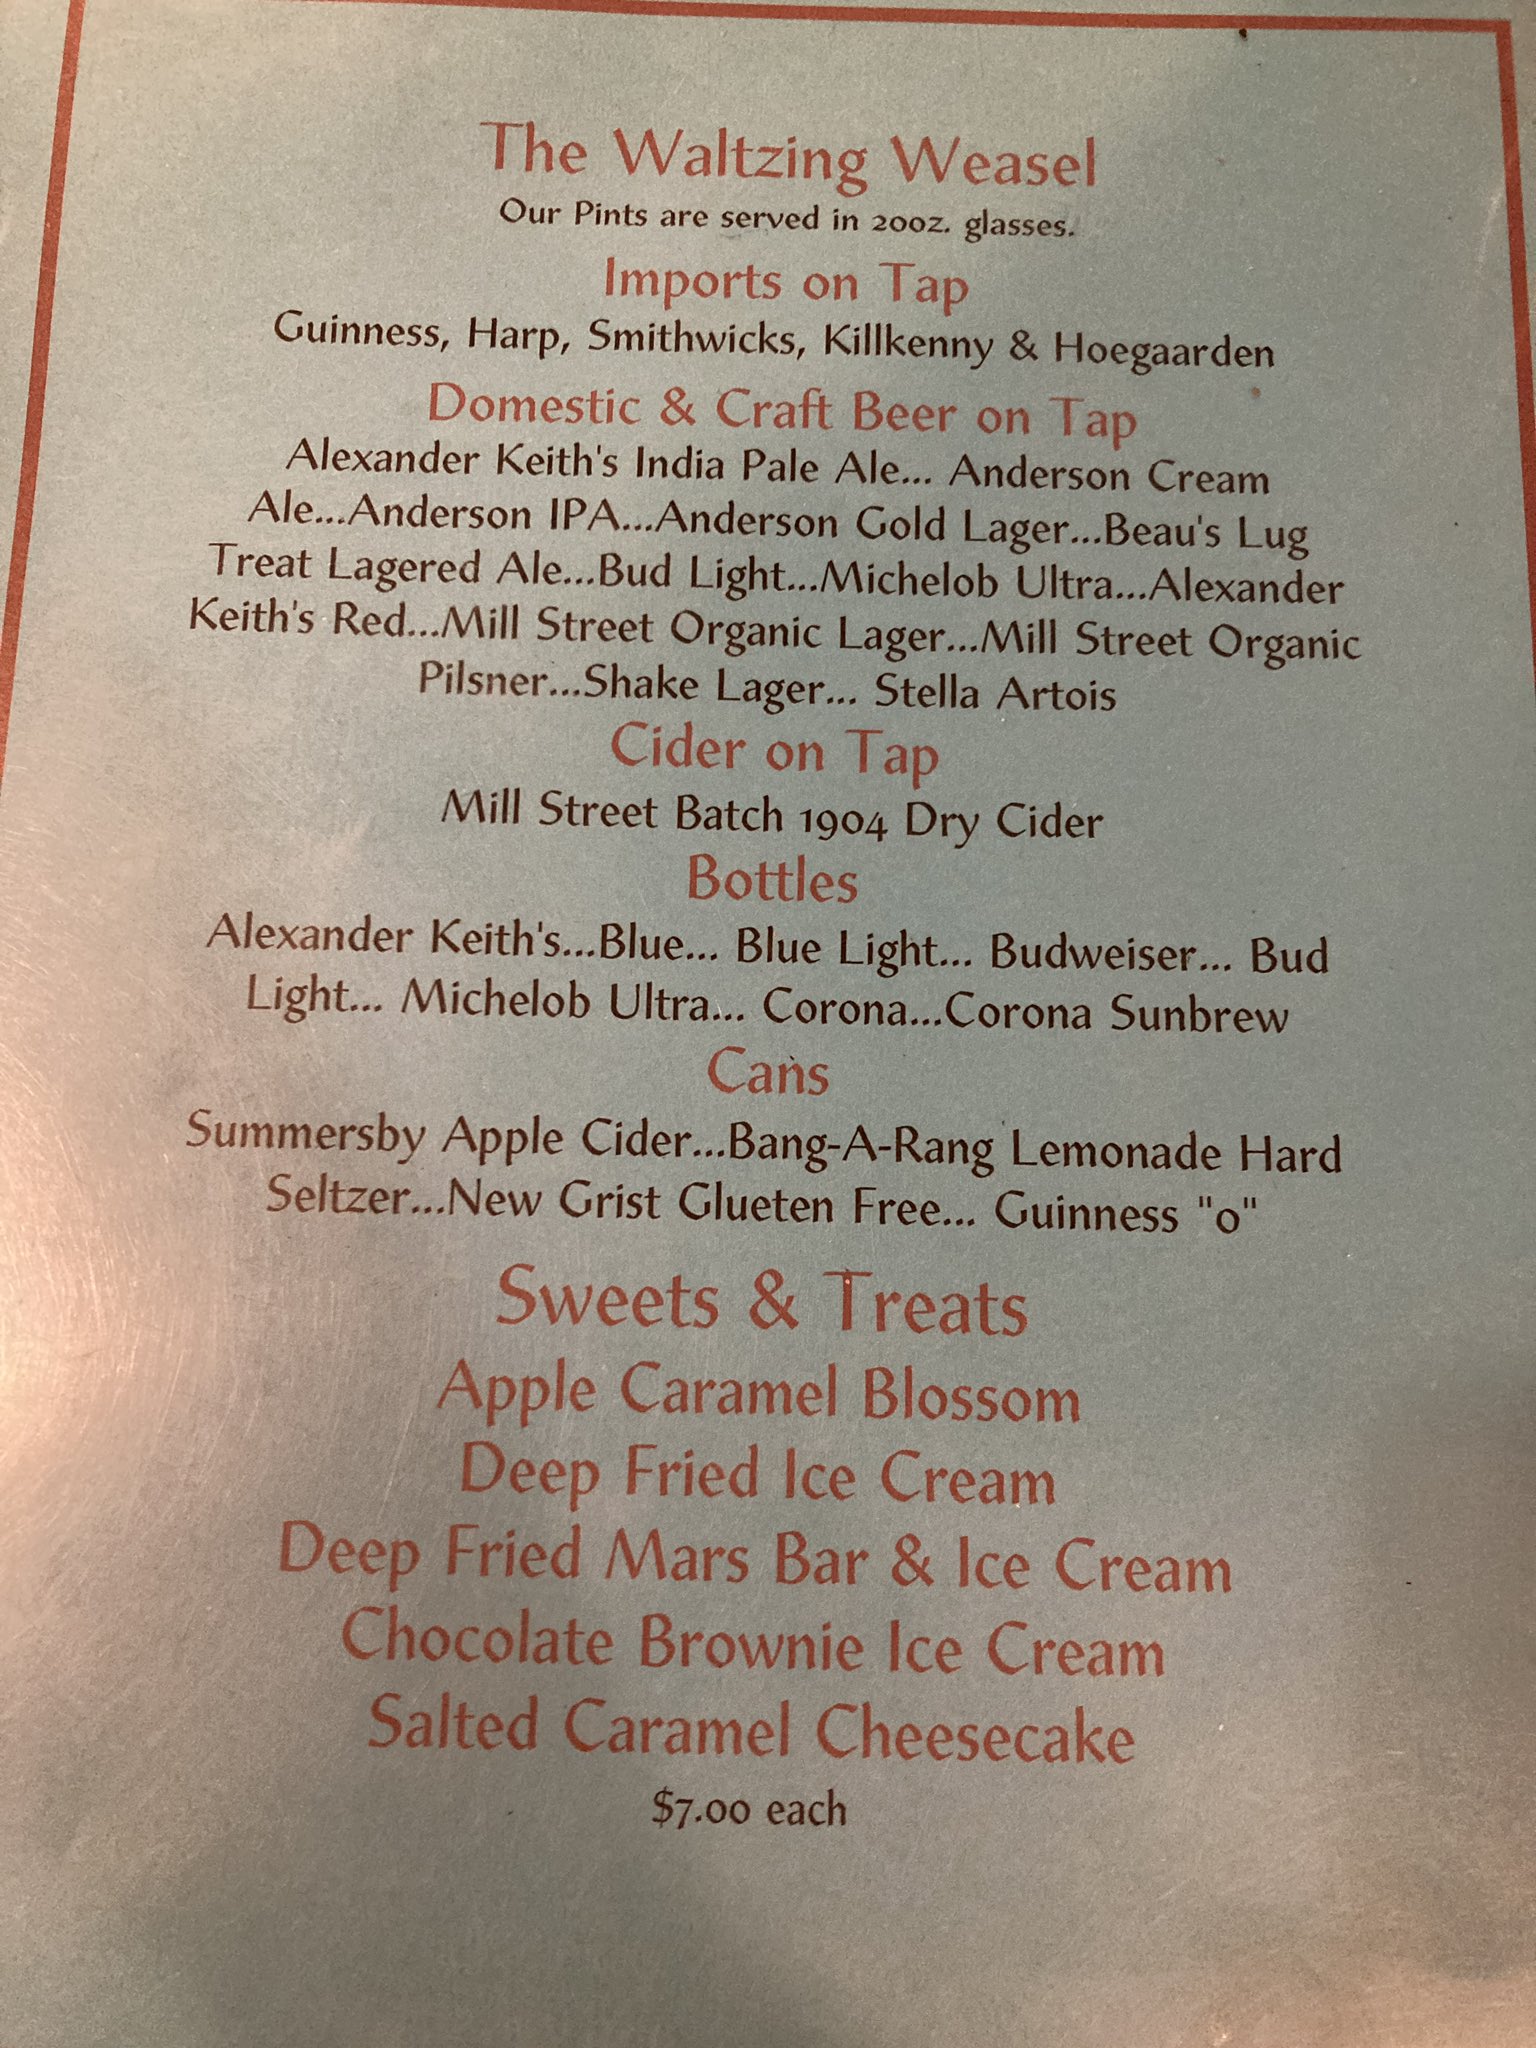 The Waltzing Weasel
Our Pints are served in 20oz. glasses.
Imports on Tap
Guinness, Harp, Smithwicks, Killkenny & Hoegaarden
Domestic & Craft Beer on Tap
Alexander Keith's India Pale Ale... Anderson Cream
Ale...Anderson IPA...Anderson Gold Lager...Beau's Lug
Treat Lagered Ale...Bud Light...Michelob Ultra...Alexander
Keith's Red...Mill Street Organic Lager...Mill Street Organic
Pilsner...Shake Lager... Stella Artois
Cider on Tap
Mill Street Batch 1904 Dry Cider
Bottles
Alexander Keith's...Blue... Blue Light... Budweiser... Bud
Light... Michelob Ultra... Corona...Corona Sunbrew
Cans
Summersby Apple Cider...Bang-A-Rang Lemonade Hard
Seltzer...New Grist Glueten Free... Guinness "0"
Sweets & Treats
Apple Caramel Blossom
Deep Fried Ice Cream
Deep Fried Mars Bar & Ice Cream
Chocolate Brownie Ice Cream
Salted Caramel Cheesecake
$7.00 each